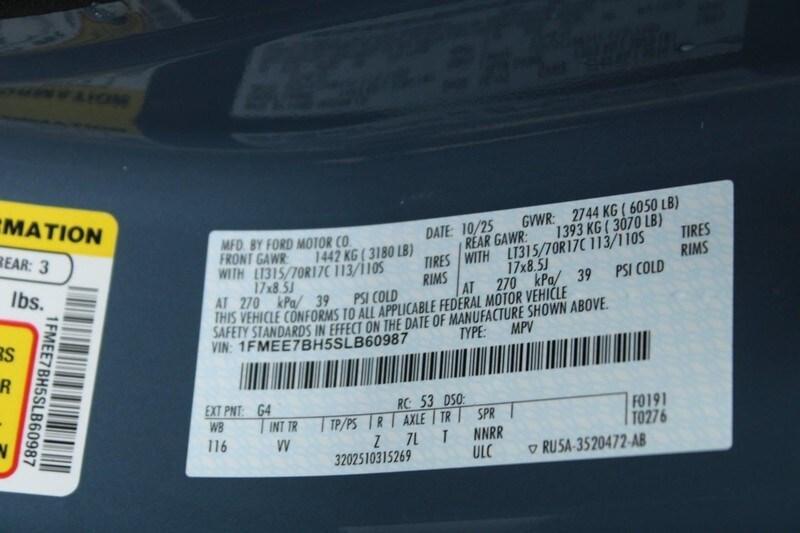 RMATION
REAR: 3
lbs.
1FMEE7BH5SLB60987
RS
R
ION
MFD. BY FORD MOTOR CO.
DATE: 10/25 GVWR: 2744 KG ( 6050 LB)
FRONT GAWR: 1442 KG ( 3180 LB) REAR GAWR: 1393 KG ( 3070 LB)
WITH LT315/70R17C 113/110S TIRES WITH LT315/70R17C 113/110S TIRES
17x8.5J RIMS 17x8.5J RIMS
AT 270 kPa/ 39 PSI COLD AT 270 kPa/ 39 PSI COLD
THIS VEHICLE CONFORMS TO ALL APPLICABLE FEDERAL MOTOR VEHICLE
SAFETY STANDARDS IN EFFECT ON THE DATE OF MANUFACTURE SHOWN ABOVE.
VIN: 1FMEE7BH5SLB60987 TYPE: MPV
EXT PNT: G4 RC: 53 DSO: F0191
WB INT TR TP/PS R AXLE TR SPR T0276
116 VV Z 7L T NNRR
3202510315269 ULC ▽ RU5A-3520472-AB